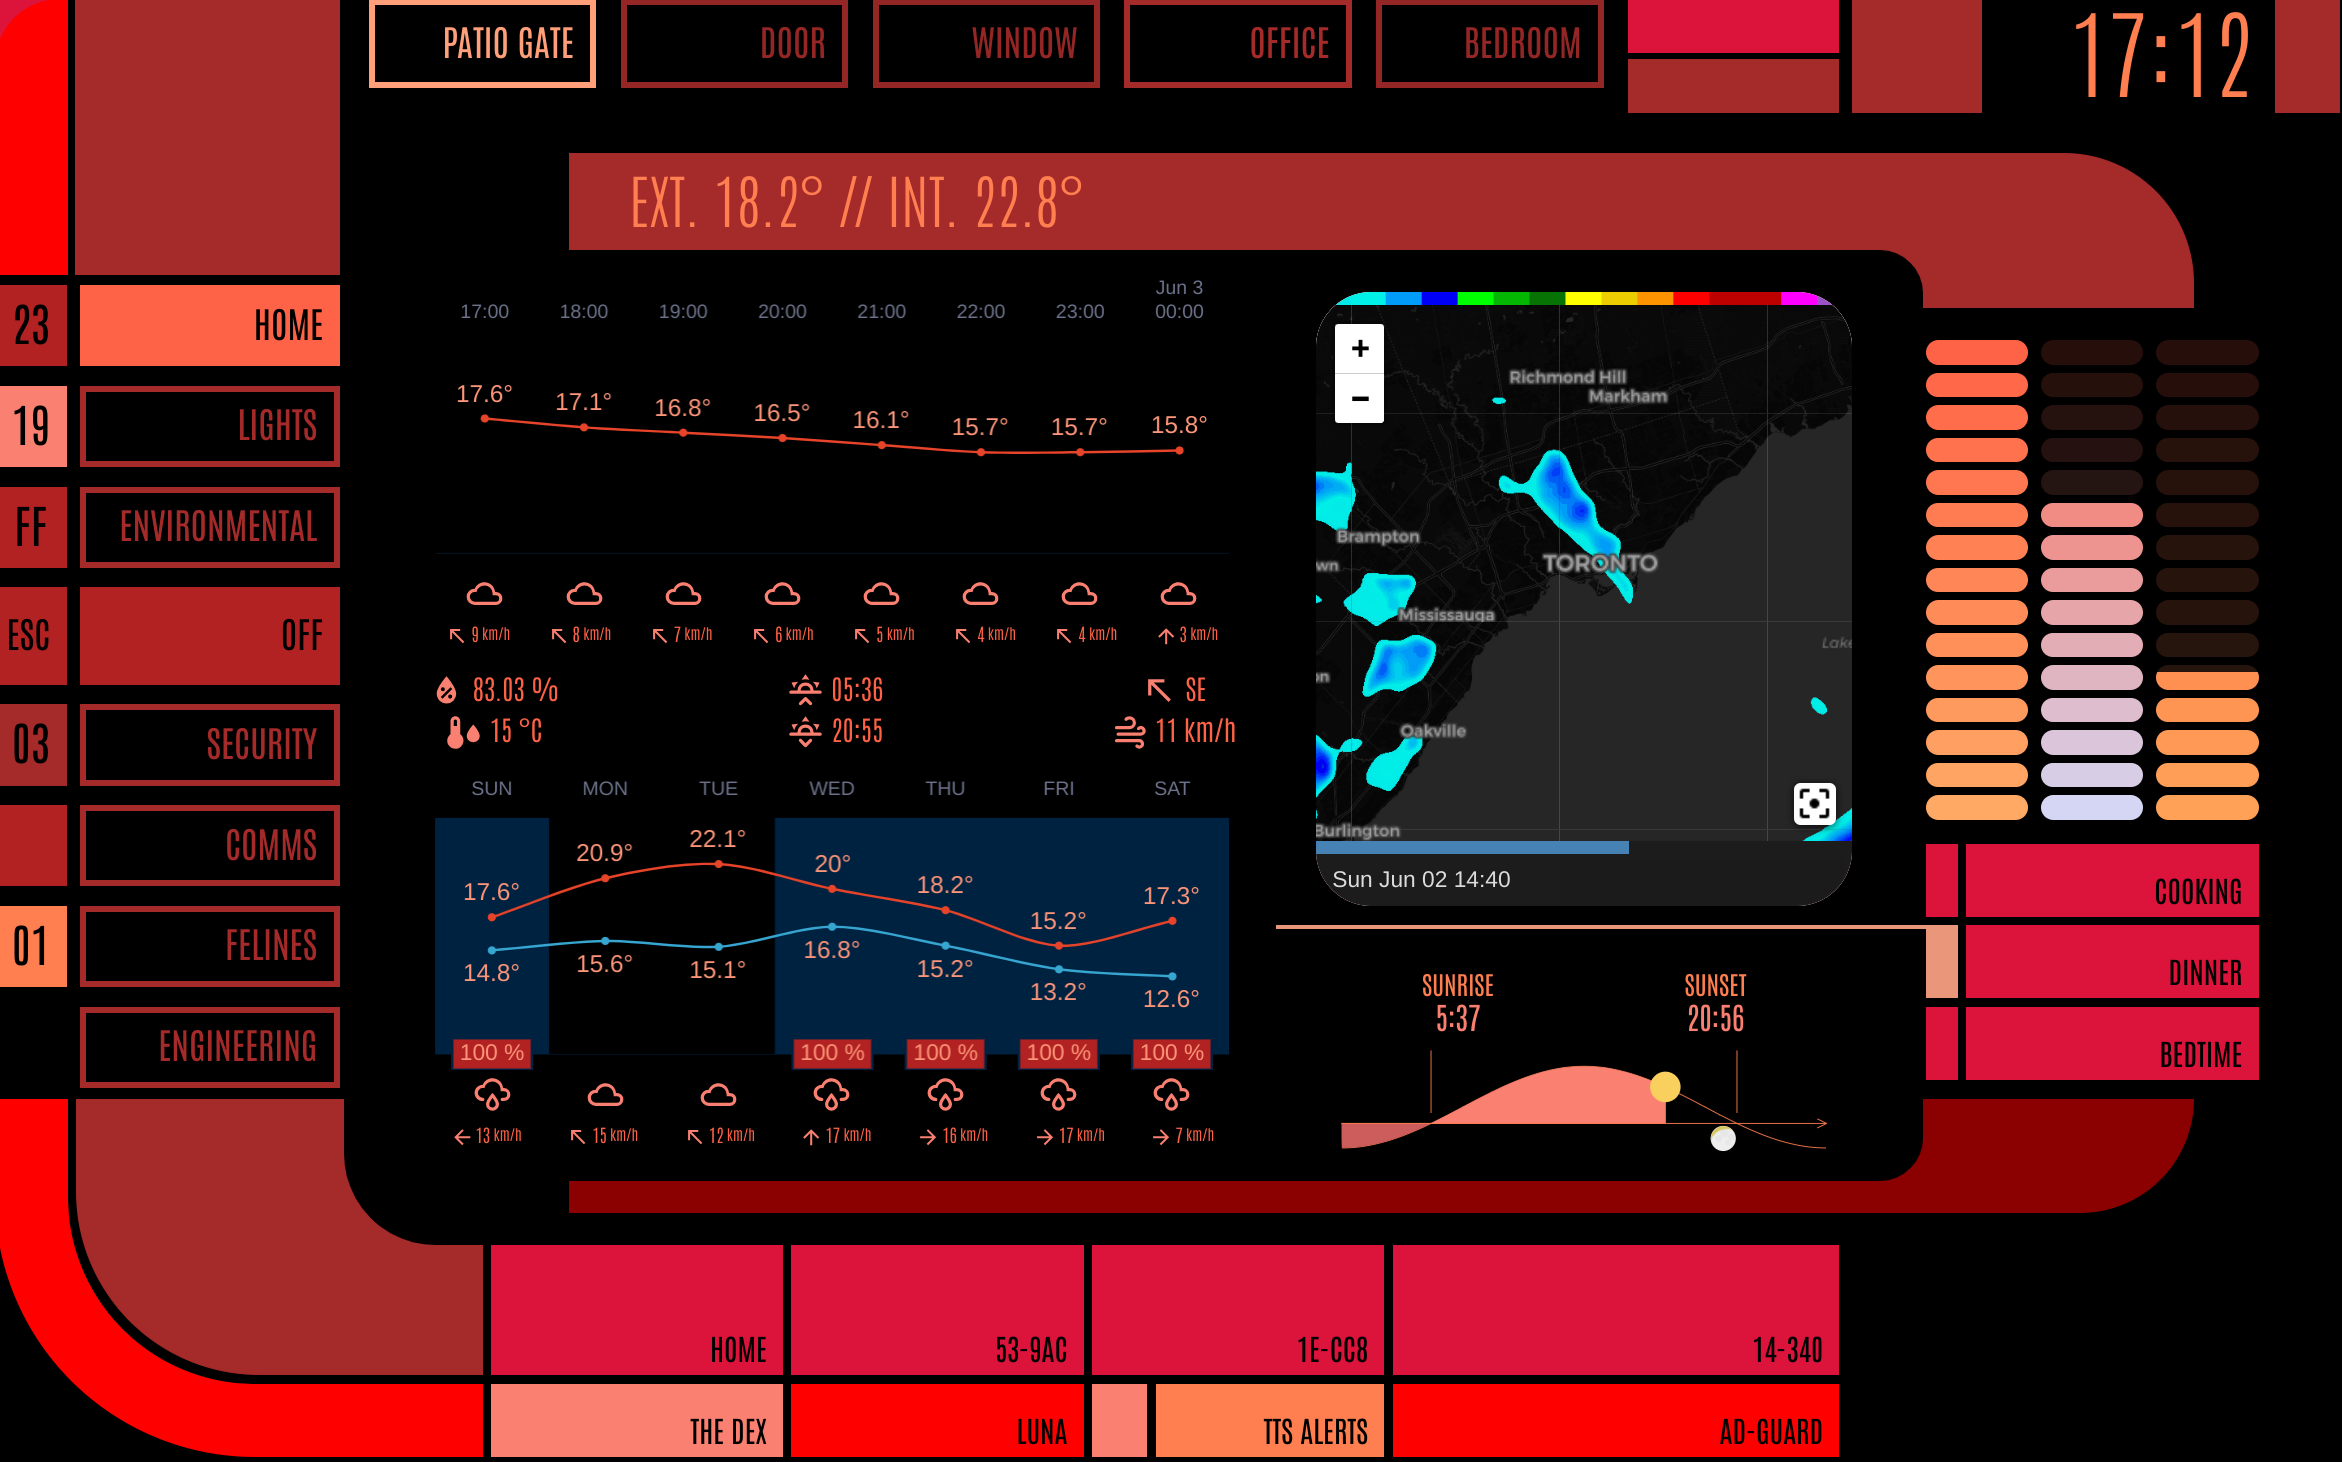 PATIO GATE
DOOR
WINDOW
OFFICE
BEDROOM
17:12
EXT. 18.2° // INT. 22.8°
23
HOME
19
LIGHTS
FF
ENVIRONMENTAL
ESC
OFF
03
SECURITY
COMMS
01
FELINES
ENGINEERING
Jun 3
17:00 18:00 19:00 20:00 21:00 22:00 23:00 00:00
17.6° 17.1° 16.8° 16.5° 16.1° 15.7° 15.7° 15.8°
9 km/h 8 km/h 7 km/h 6 km/h 5 km/h 4 km/h 4 km/h 3 km/h
83.03 % 05:36 SE
15 °C 20:55 11 km/h
SUN MON TUE WED THU FRI SAT
17.6° 20.9° 22.1° 20° 18.2° 15.2° 17.3°
14.8° 15.6° 15.1° 16.8° 15.2° 13.2° 12.6°
100 % 100 % 100 % 100 % 100 %
13 km/h 15 km/h 12 km/h 17 km/h 16 km/h 17 km/h 7 km/h
+
−
Richmond Hill
Markham
Brampton
wn
TORONTO
Mississauga
Lake
on
Oakville
Burlington
Sun Jun 02 14:40
SUNRISE
5:37
SUNSET
20:56
COOKING
DINNER
BEDTIME
HOME
53-9AC
1E-CC8
14-340
THE DEX
LUNA
TTS ALERTS
AD-GUARD